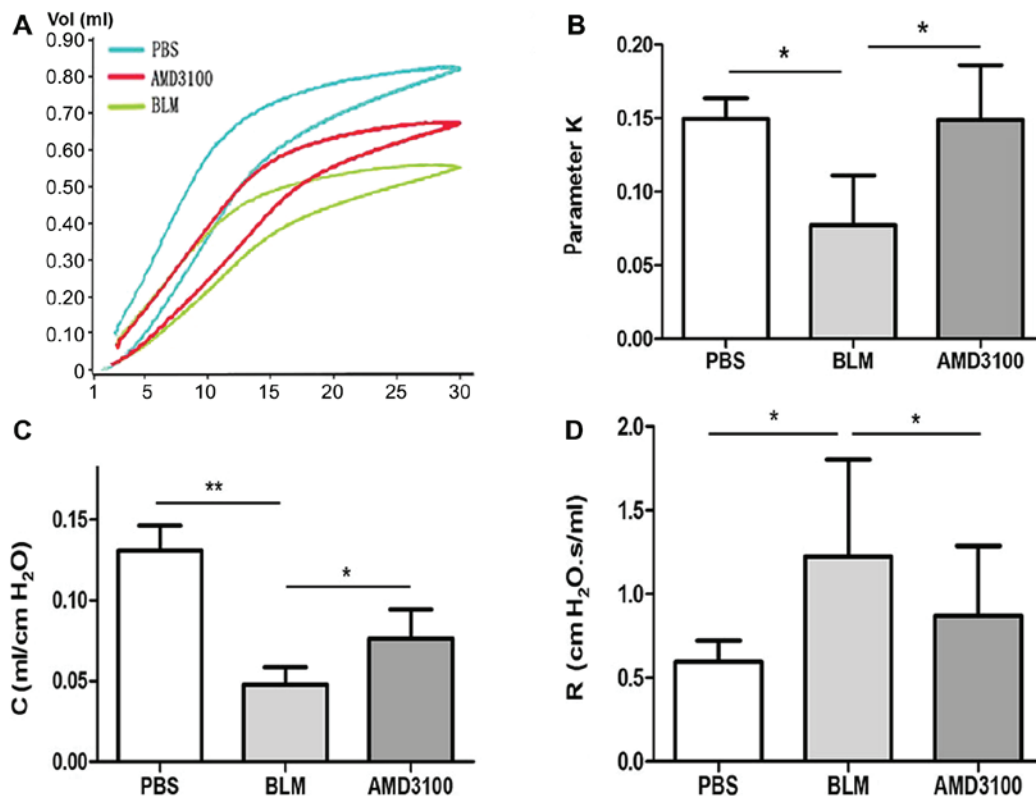 A
Vol (ml)
0.90
0.80
0.70
0.60
0.50
0.40
0.30
0.20
0.10
0
PBS
AMD3100
BLM
1 5 10 15 20 25 30
B
Parameter K
0.20
0.15
0.10
0.05
0.00
*
*
PBS BLM AMD3100
C
C (ml/cm H₂O)
0.15
0.10
0.05
0.00
**
*
PBS BLM AMD3100
D
R (cm H₂O.s/ml)
2.0
1.5
1.0
0.5
0.0
*
*
PBS BLM AMD3100